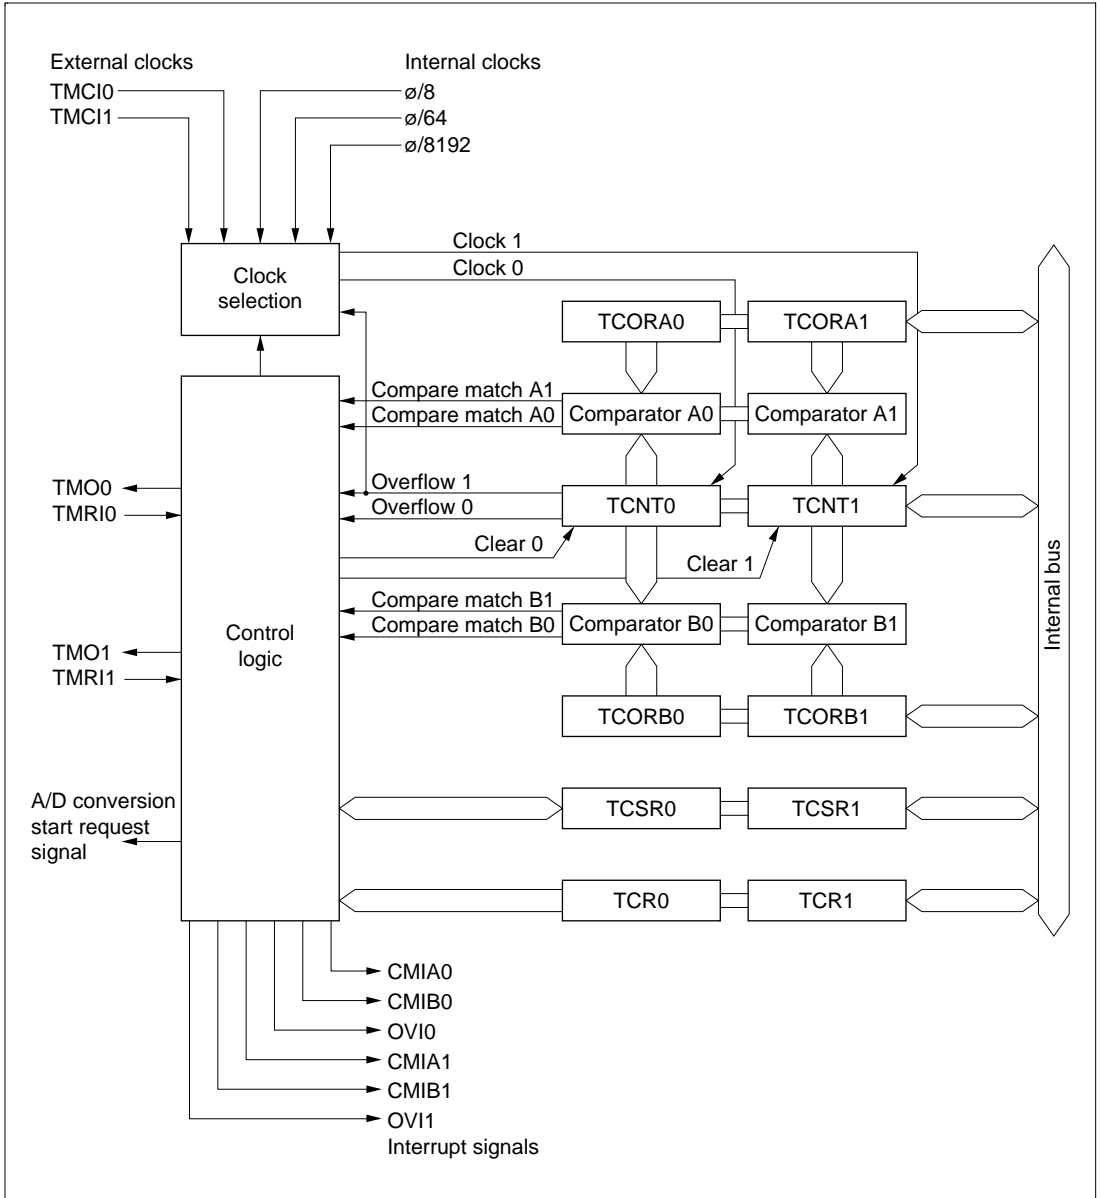 External clocks
Internal clocks
TMCI0
ø/8
TMCI1
ø/64
ø/8192
Clock 1
Clock 0
Clock
selection
TCORA0
TCORA1
Compare match A1
Compare match A0
Comparator A0
Comparator A1
TMO0
TMRI0
Overflow 1
Overflow 0
TCNT0
TCNT1
Clear 0
Clear 1
Compare match B1
Compare match B0
Comparator B0
Comparator B1
Control
logic
Internal bus
TMO1
TMRI1
TCORB0
TCORB1
A/D conversion
start request
signal
TCSR0
TCSR1
TCR0
TCR1
CMIA0
CMIB0
OVI0
CMIA1
CMIB1
OVI1
Interrupt signals